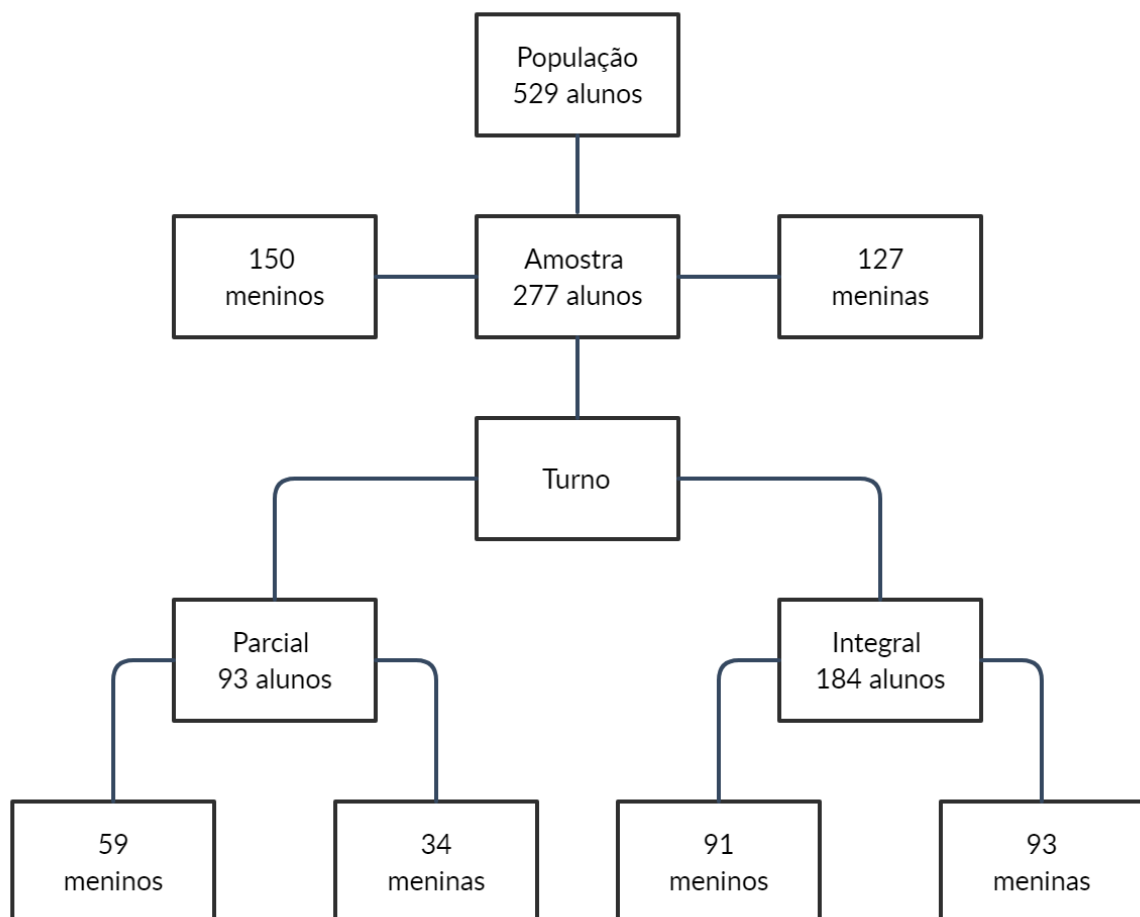 População
529 alunos
150
meninos
Amostra
277 alunos
127
meninas
Turno
Parcial
93 alunos
Integral
184 alunos
59
meninos
34
meninas
91
meninos
93
meninas